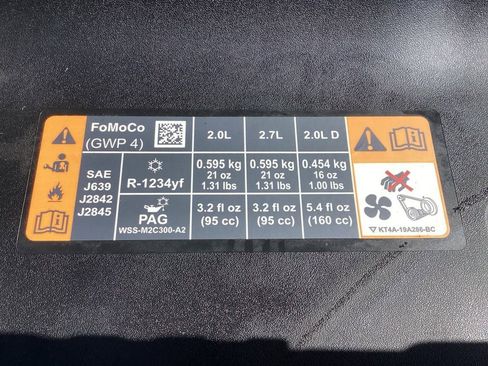 FoMoCo
(GWP 4)
2.0L
2.7L
2.0L D
SAE
J639
J2842
J2845
R-1234yf
0.595 kg
21 oz
1.31 lbs
0.595 kg
21 oz
1.31 lbs
0.454 kg
16 oz
1.00 lbs
PAG
WSS-M2C300-A2
3.2 fl oz
(95 cc)
3.2 fl oz
(95 cc)
5.4 fl oz
(160 cc)
KT4A-19A286-BC